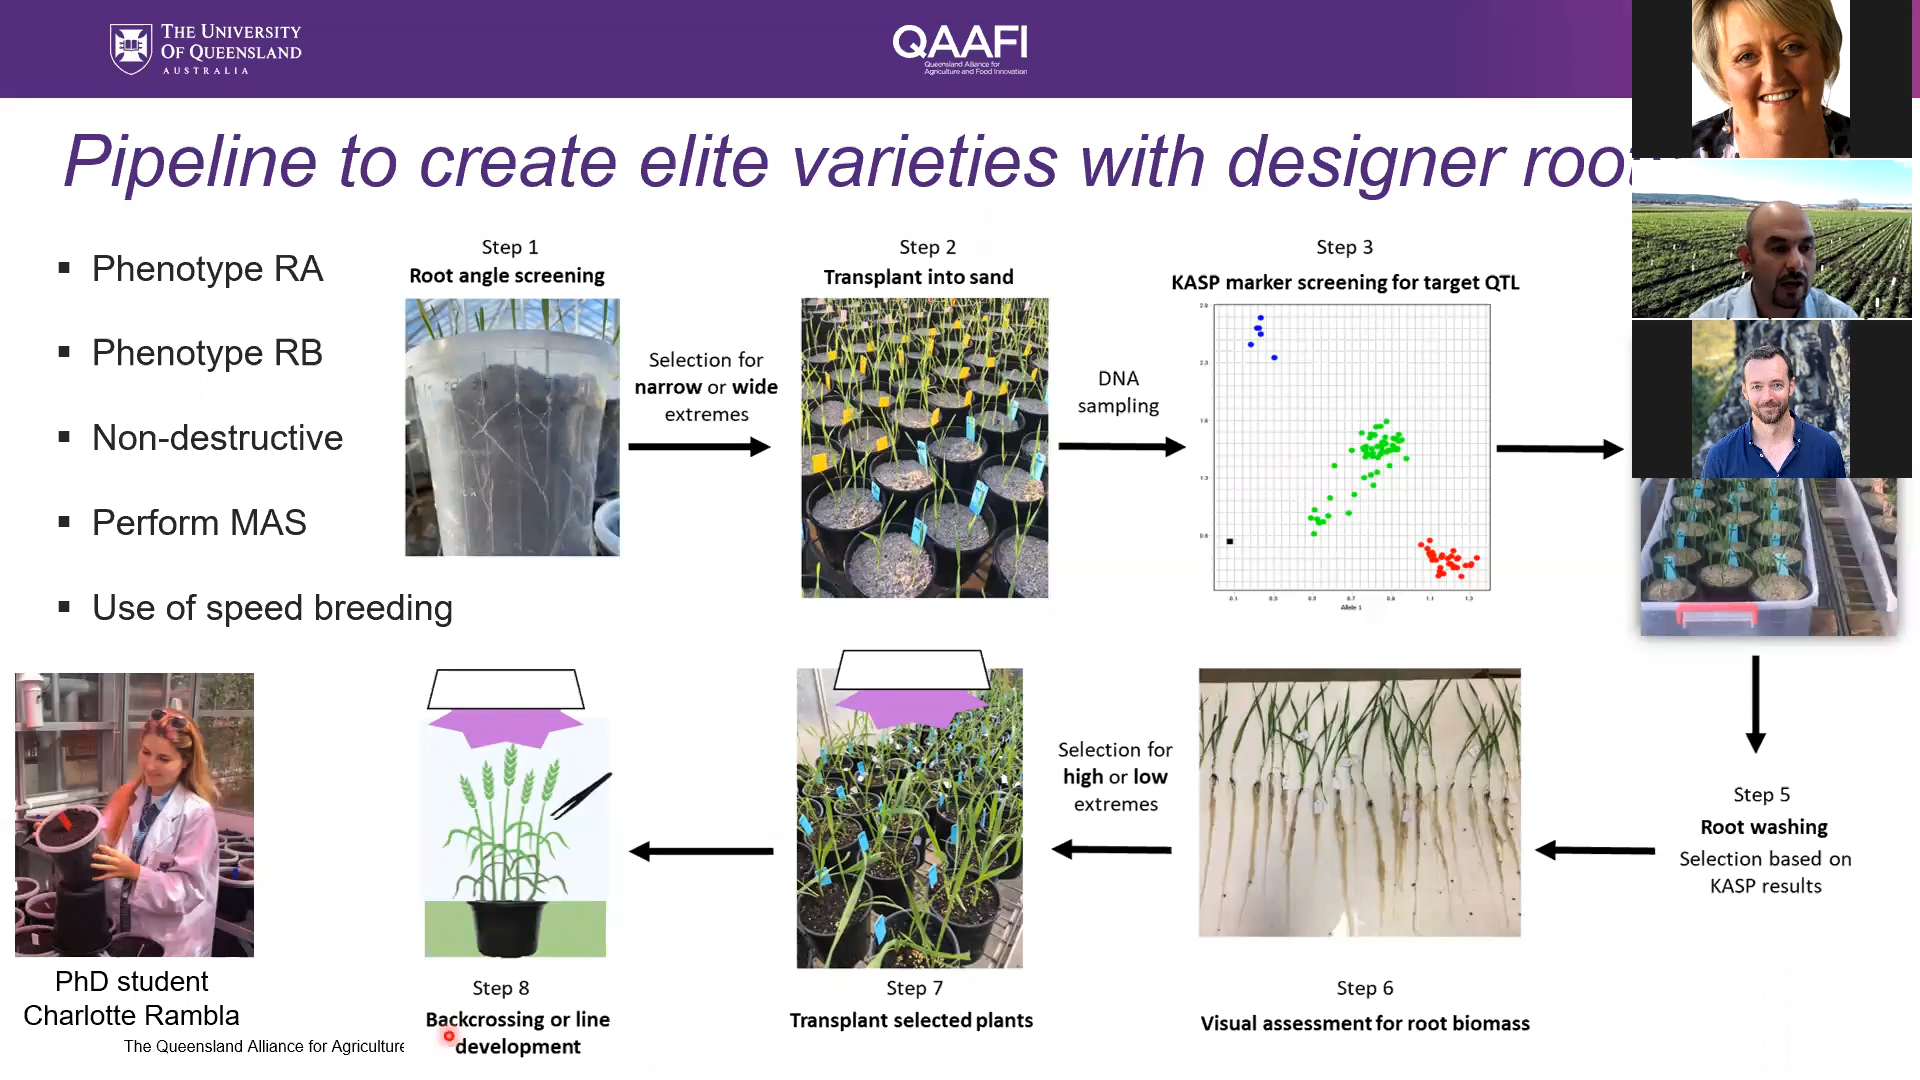 THE UNIVERSITY
OF QUEENSLAND
AUSTRALIA
QAAFI
Queensland Alliance for
Agriculture and Food Innovation
Pipeline to create elite varieties with designer
▪ Phenotype RA
▪ Phenotype RB
▪ Non-destructive
▪ Perform MAS
▪ Use of speed breeding
Step 1
Root angle screening
Selection for
narrow or wide
extremes
Step 2
Transplant into sand
DNA
sampling
Step 3
KASP marker screening for target QTL
Allele 1
Step 5
Root washing
Selection based on
KASP results
Step 6
Visual assessment for root biomass
Selection for
high or low
extremes
Step 7
Transplant selected plants
Step 8
Backcrossing or line
development
PhD student
Charlotte Rambla
The Queensland Alliance for Agriculture